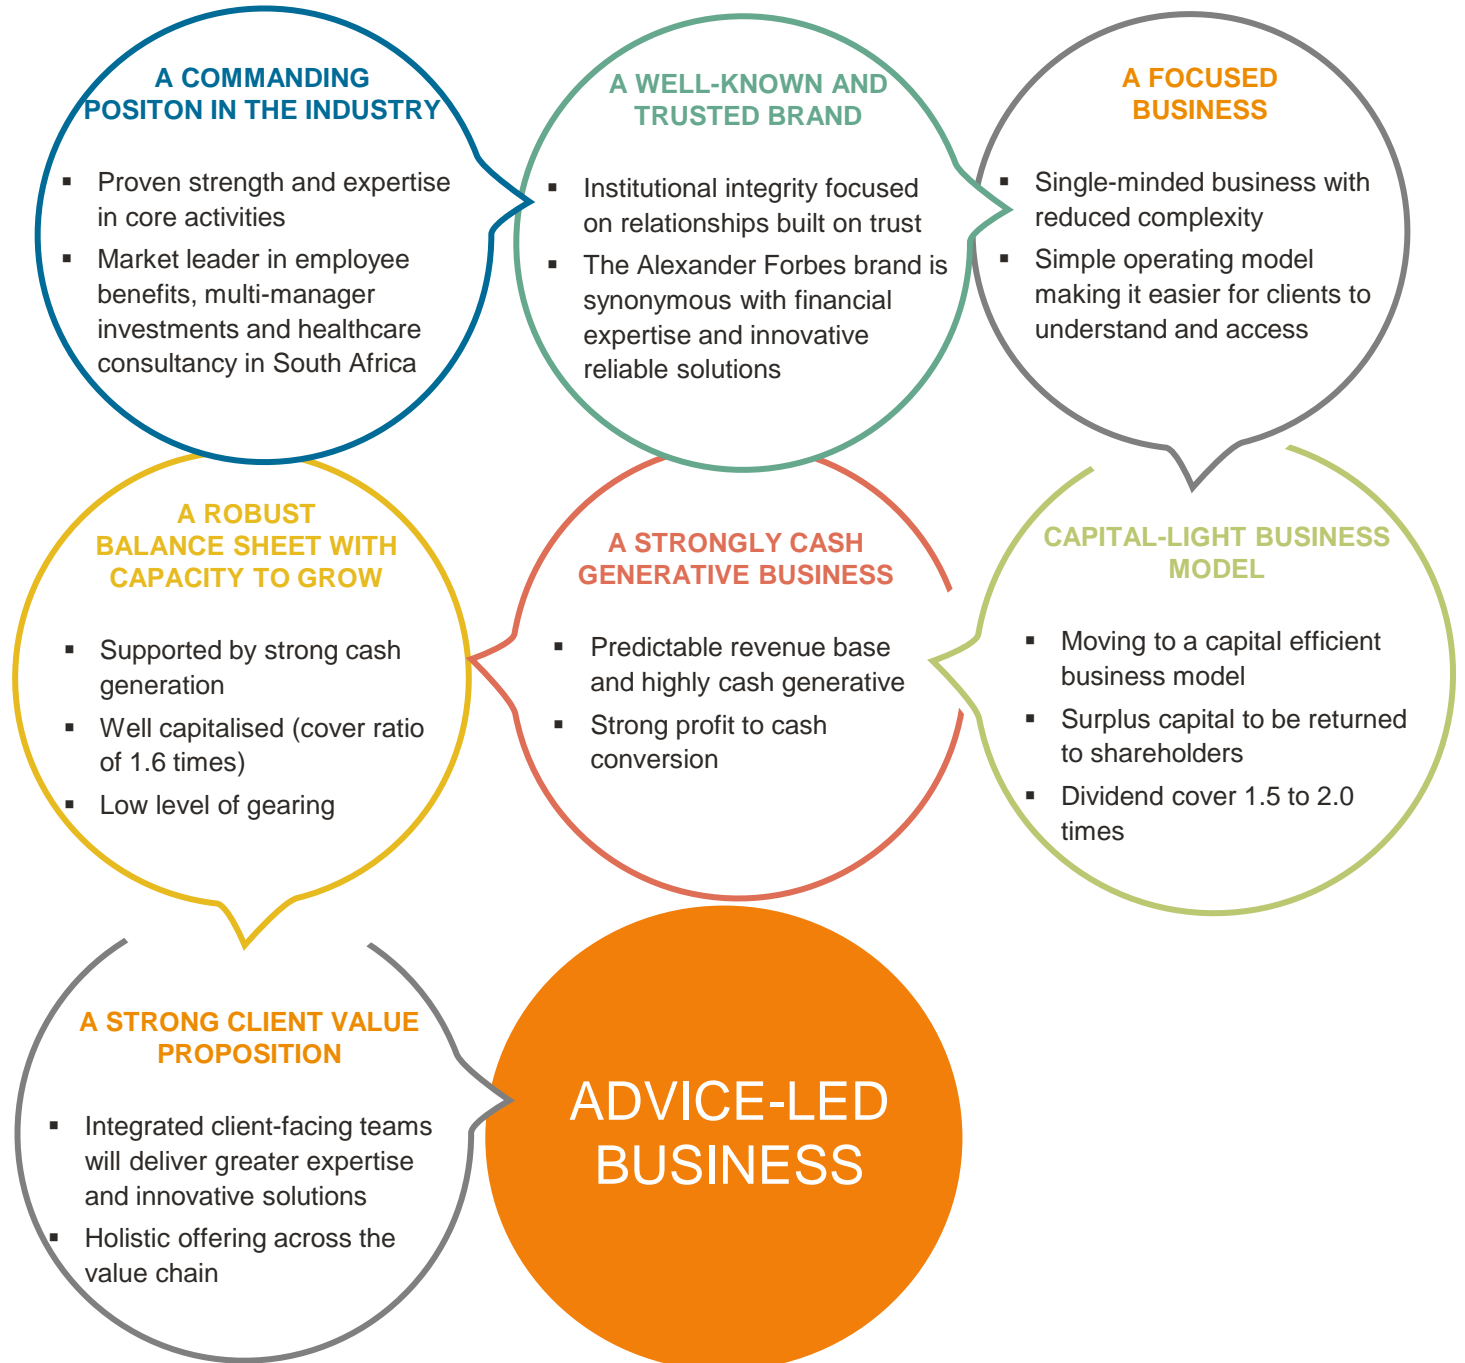 A COMMANDING
POSITON IN THE INDUSTRY
▪ Proven strength and expertise
in core activities
▪ Market leader in employee
benefits, multi-manager
investments and healthcare
consultancy in South Africa
A WELL-KNOWN AND
TRUSTED BRAND
▪ Institutional integrity focused
on relationships built on trust
▪ The Alexander Forbes brand is
synonymous with financial
expertise and innovative
reliable solutions
A FOCUSED
BUSINESS
▪ Single-minded business with
reduced complexity
▪ Simple operating model
making it easier for clients to
understand and access
CAPITAL-LIGHT BUSINESS
MODEL
▪ Moving to a capital efficient
business model
▪ Surplus capital to be returned
to shareholders
▪ Dividend cover 1.5 to 2.0
times
A STRONGLY CASH
GENERATIVE BUSINESS
▪ Predictable revenue base
and highly cash generative
▪ Strong profit to cash
conversion
A ROBUST
BALANCE SHEET WITH
CAPACITY TO GROW
▪ Supported by strong cash
generation
▪ Well capitalised (cover ratio
of 1.6 times)
▪ Low level of gearing
A STRONG CLIENT VALUE
PROPOSITION
▪ Integrated client-facing teams
will deliver greater expertise
and innovative solutions
▪ Holistic offering across the
value chain
ADVICE-LED
BUSINESS